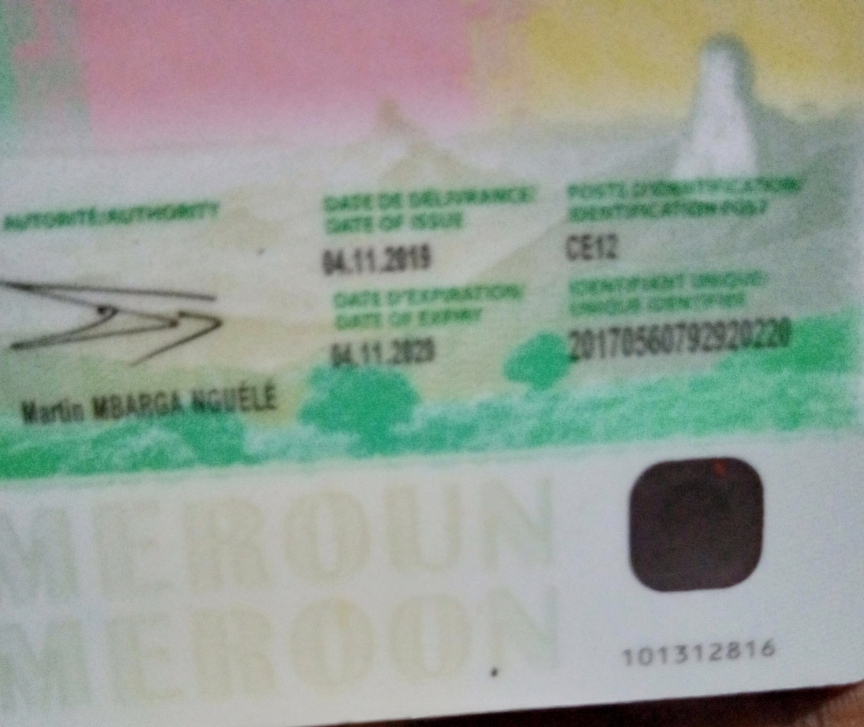 AUTORITÉ/AUTHORITY
DATE DE DÉLIVRANCE/
DATE OF ISSUE
04.11.2019
POSTE D'IDENTIFICATION/
IDENTIFICATION POST
CE12
DATE D'EXPIRATION/
DATE OF EXPIRY
04.11.2029
IDENTIFIANT UNIQUE/
UNIQUE IDENTIFIER
20170560792920220
Martin MBARGA NGUÉLÉ
MEROUN
MEROON
101312816